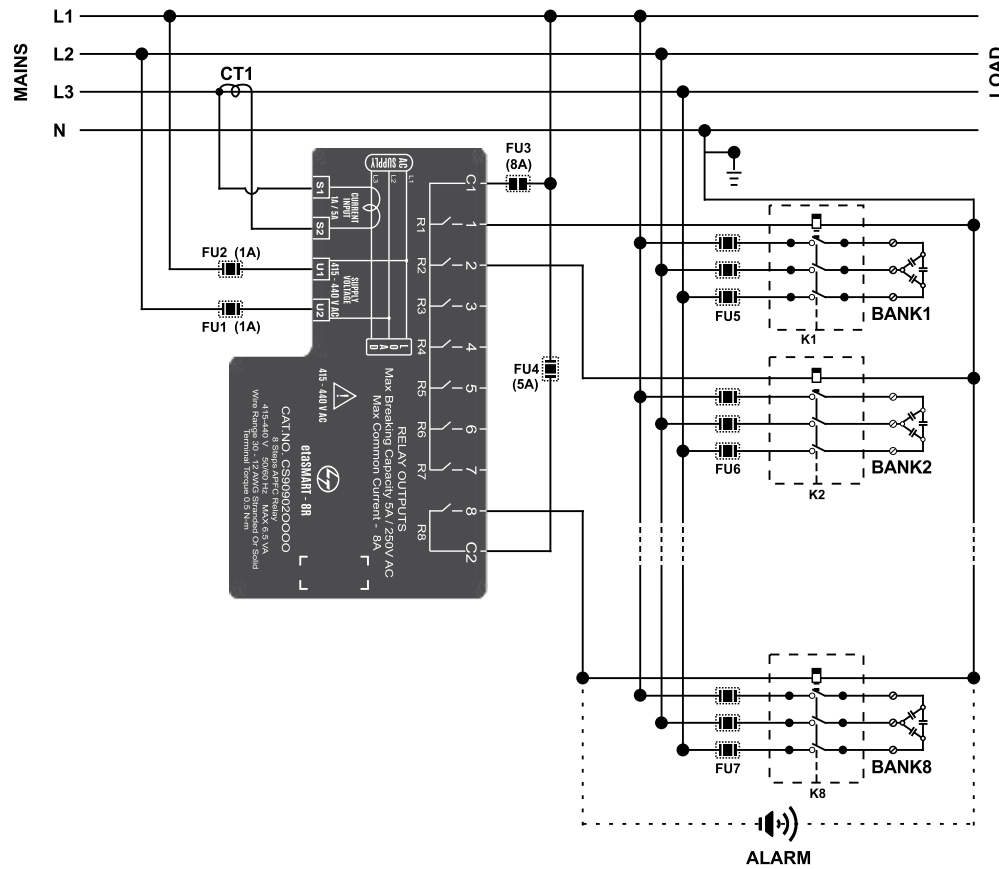 L1
L2
L3
N
MAINS
LOAD
CT1
FU3
(8A)
FU2 (1A)
FU1 (1A)
FU4
(5A)
S1
S2
U1
U2
AC
SUPPLY
L3
L2
L1
CURRENT
INPUT
1A / 5A
SUPPLY
VOLTAGE
415 - 440 V AC
LOAD
C1
1
2
3
4
5
6
7
8
C2
R1
R2
R3
R4
R5
R6
R7
R8
RELAY OUTPUTS
Max Breaking Capacity 5A / 250V AC
Max Common Current - 8A
415 - 440 V AC
etaSMART - 8R
CAT.NO. CS90902OOOO
8 Steps APFC Relay
415-440 V 50/60 Hz MAX 6.5 VA
Wire Range 30 - 12 AWG Stranded Or Solid
Terminal Torque 0.5 N-m
FU5
K1
BANK1
FU6
K2
BANK2
FU7
K8
BANK8
ALARM